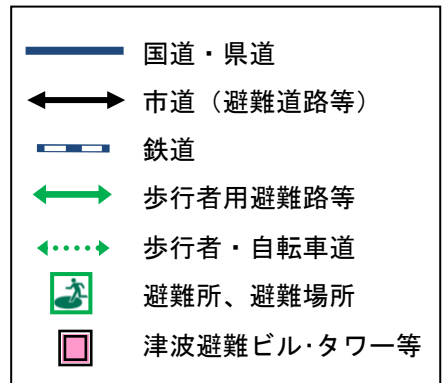 国道・県道
市道（避難道路等）
鉄道
歩行者用避難路等
歩行者・自転車道
避難所、避難場所
津波避難ビル・タワー等